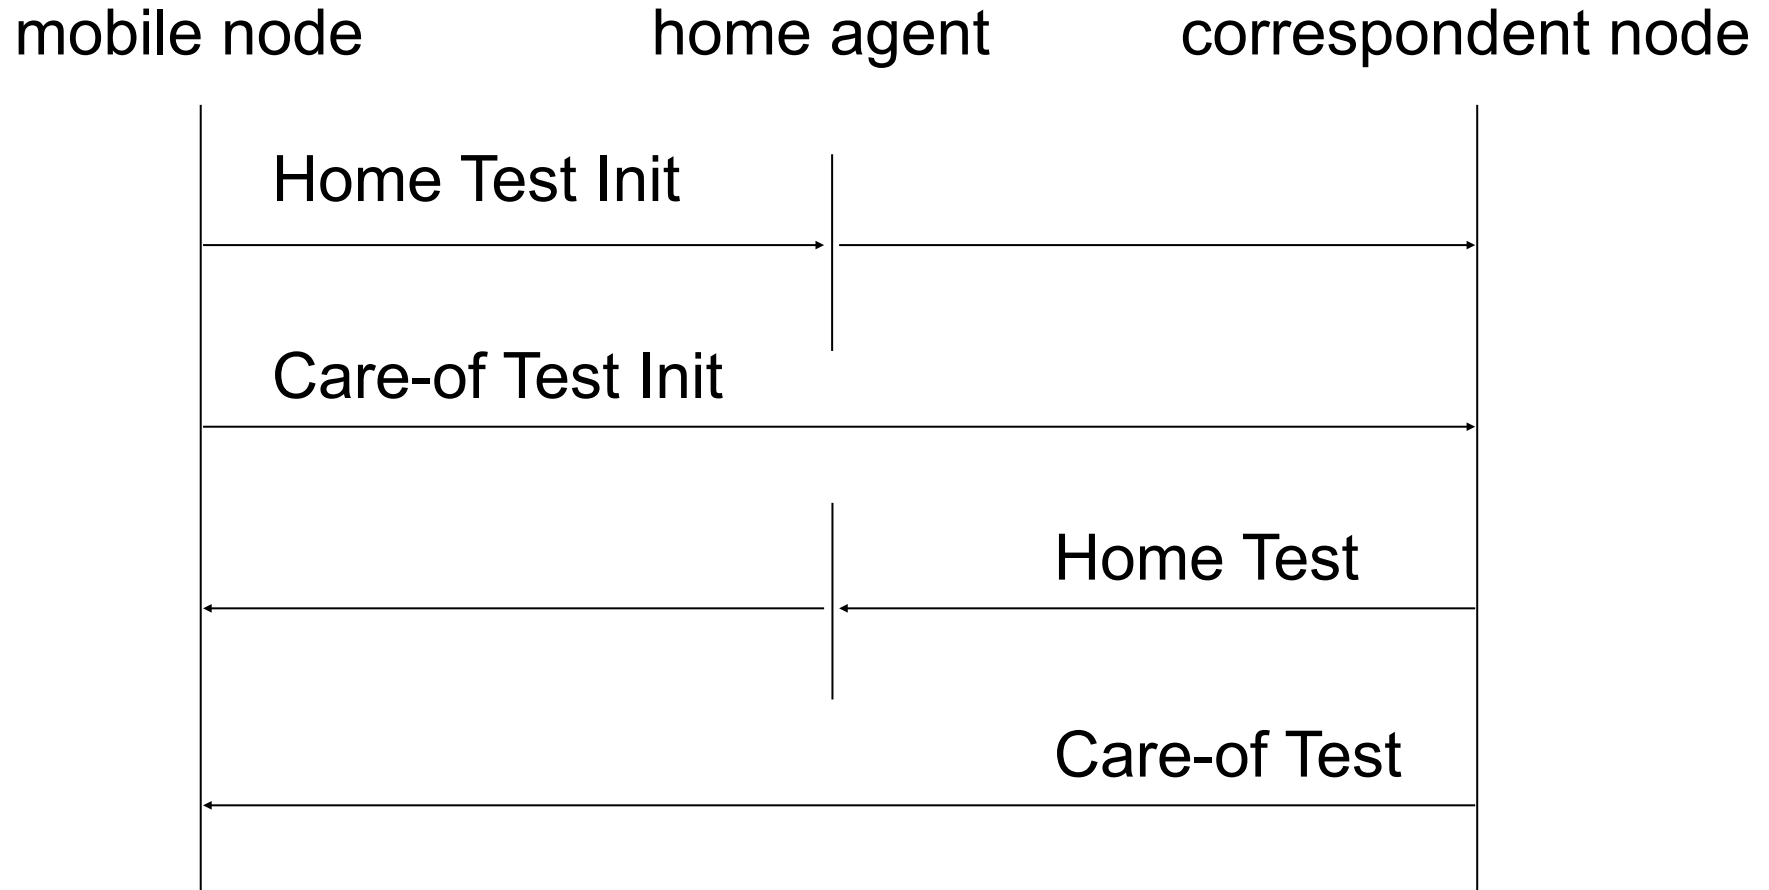 mobile node home agent correspondent node
Home Test Init
Care-of Test Init
Home Test
Care-of Test